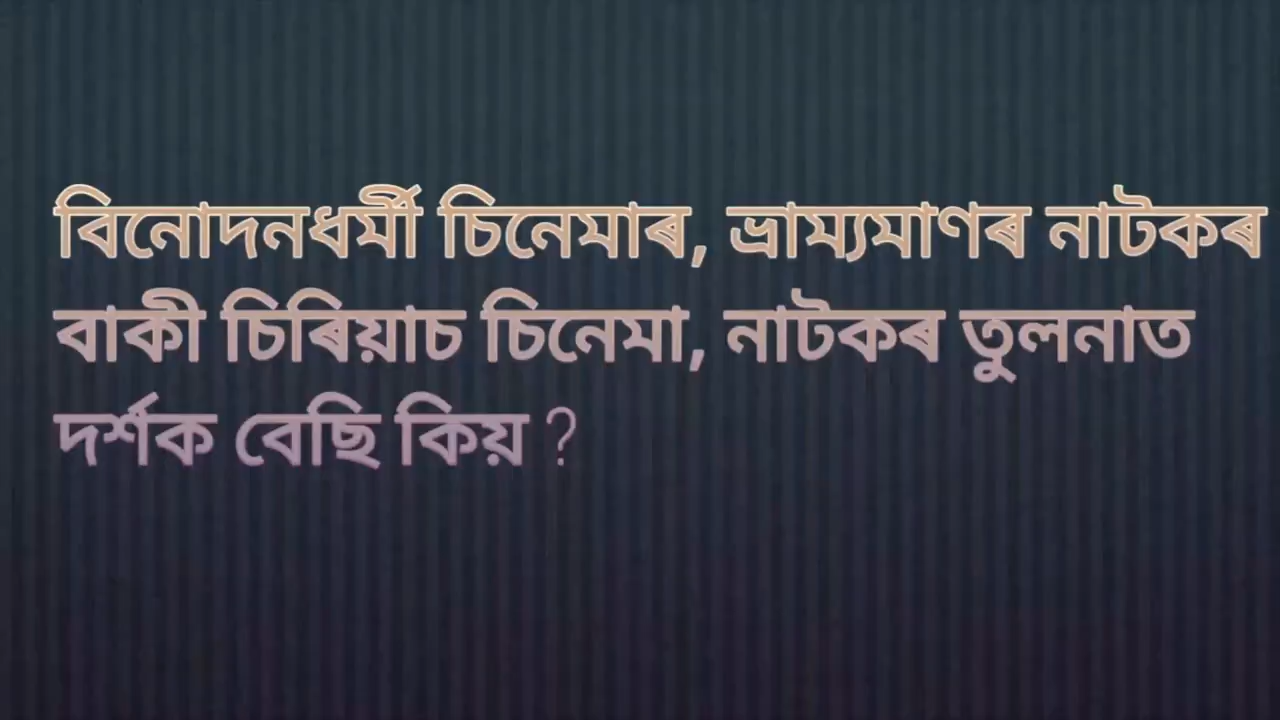 বিনোদনধৰ্মী চিনেমাৰ, ভ্ৰাম্যমাণৰ নাটকৰ
বাকী চিৰিয়াচ চিনেমা, নাটকৰ তুলনাত
দৰ্শক বেছি কিয় ?